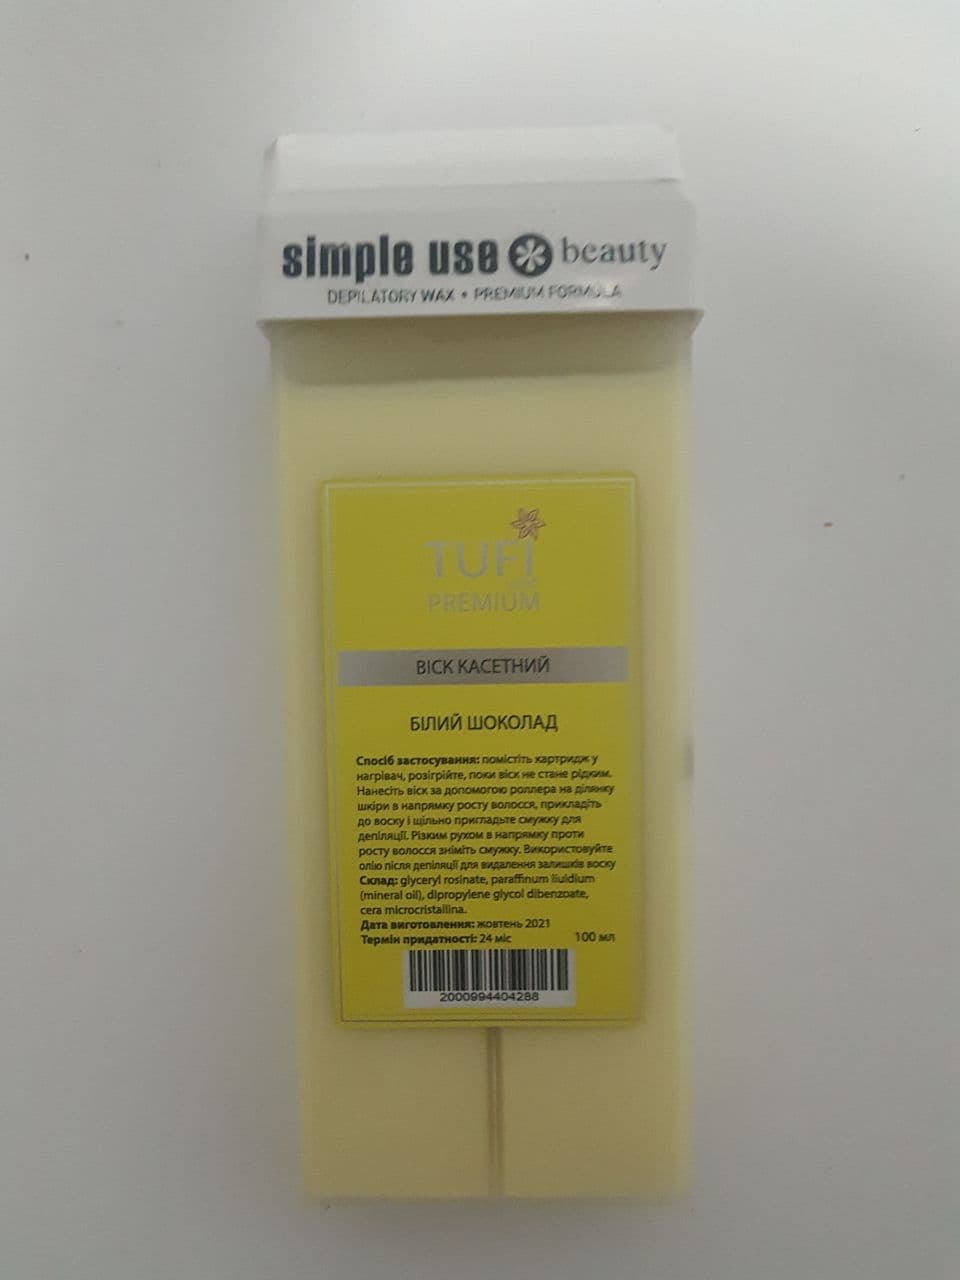 simple use beauty
DEPILATORY WAX • PREMIUM FORMULA
TUFI
PREMIUM
ВІСК КАСЕТНИЙ
БІЛИЙ ШОКОЛАД
Спосіб застосування: помістіть картридж у
нагрівач, розігрійте, поки віск не стане рідким.
Нанесіть віск за допомогою роллера на ділянку
шкіри в напрямку росту волосся, прикладіть
до воску і щільно пригладьте смужку для
депіляції. Різким рухом в напрямку проти
росту волосся зніміть смужку. Використовуйте
олію після депіляції для видалення залишків воску
Склад: glyceryl rosinate, paraffinum liuidium
(mineral oil), dipropylene glycol dibenzoate,
cera microcristallina.
Дата виготовлення: жовтень 2021
Термін придатності: 24 міс 100 мл
2000994404288